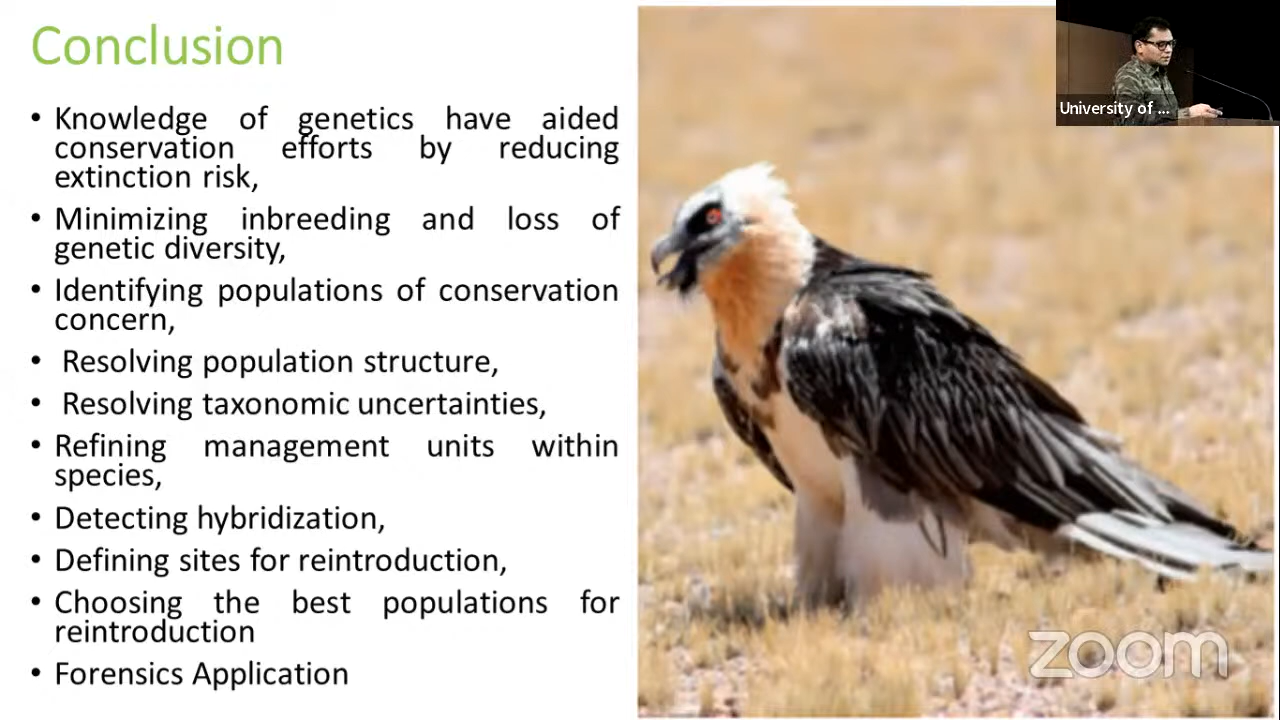 Conclusion
• Knowledge of genetics have aided
conservation efforts by reducing
extinction risk,
• Minimizing inbreeding and loss of
genetic diversity,
• Identifying populations of conservation
concern,
• Resolving population structure,
• Resolving taxonomic uncertainties,
• Refining management units within
species,
• Detecting hybridization,
• Defining sites for reintroduction,
• Choosing the best populations for
reintroduction
• Forensics Application
University of ...
zoom